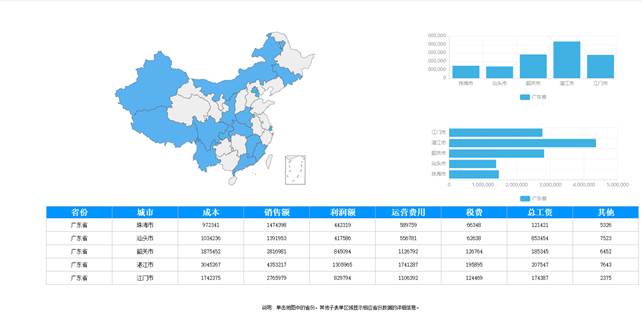 000,000
000,000
000,000
000,000
000,000
0
珠海市 汕头市 韶关市 湛江市 江门市
广东省
江门市
湛江市
韶关市
汕头市
珠海市
0 1,000,000 2,000,000 3,000,000 4,000,000 5,000,000
广东省
省份 城市 成本 销售额 利润额 运营费用 税费 总工资 其他
广东省 珠海市 972341 1474398 442319 589759 66348 121421 5326
广东省 汕头市 1034236 1391953 417586 556781 62638 853454 7523
广东省 韶关市 1875452 2816981 845094 1126792 126764 185345 6452
广东省 湛江市 3045267 4353217 1305965 1741287 195895 207547 7643
广东省 江门市 1742375 2765979 829794 1106392 124469 174387 2375
说明：单击地图中的省份，其他子表单区域显示相应省份数据的详细信息。